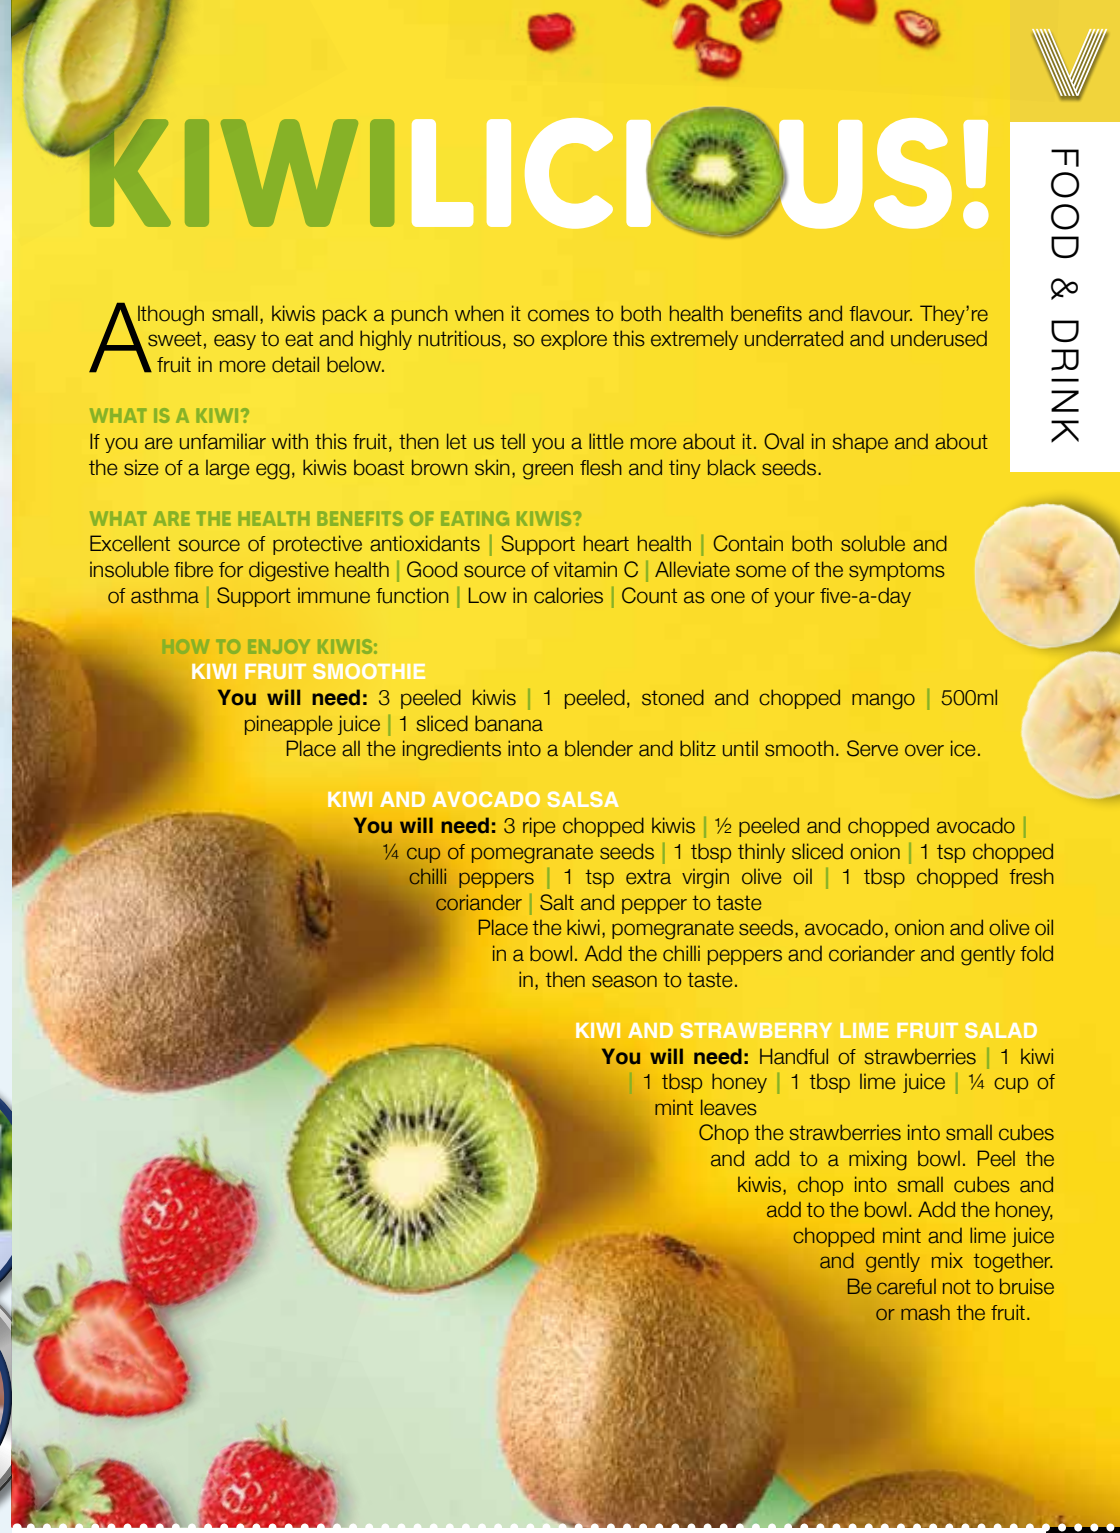 KIWILICIOUS!
V
FOOD & DRINK
Although small, kiwis pack a punch when it comes to both health benefits and flavour. They’re
sweet, easy to eat and highly nutritious, so explore this extremely underrated and underused
fruit in more detail below.
WHAT IS A KIWI?
If you are unfamiliar with this fruit, then let us tell you a little more about it. Oval in shape and about
the size of a large egg, kiwis boast brown skin, green flesh and tiny black seeds.
WHAT ARE THE HEALTH BENEFITS OF EATING KIWIS?
Excellent source of protective antioxidants | Support heart health | Contain both soluble and
insoluble fibre for digestive health | Good source of vitamin C | Alleviate some of the symptoms
of asthma | Support immune function | Low in calories | Count as one of your five-a-day
HOW TO ENJOY KIWIS:
KIWI FRUIT SMOOTHIE
You will need: 3 peeled kiwis | 1 peeled, stoned and chopped mango | 500ml
pineapple juice | 1 sliced banana
Place all the ingredients into a blender and blitz until smooth. Serve over ice.
KIWI AND AVOCADO SALSA
You will need: 3 ripe chopped kiwis | ½ peeled and chopped avocado |
¼ cup of pomegranate seeds | 1 tbsp thinly sliced onion | 1 tsp chopped
chilli peppers | 1 tsp extra virgin olive oil | 1 tbsp chopped fresh
coriander | Salt and pepper to taste
Place the kiwi, pomegranate seeds, avocado, onion and olive oil
in a bowl. Add the chilli peppers and coriander and gently fold
in, then season to taste.
KIWI AND STRAWBERRY LIME FRUIT SALAD
You will need: Handful of strawberries | 1 kiwi
| 1 tbsp honey | 1 tbsp lime juice | ¼ cup of
mint leaves
Chop the strawberries into small cubes
and add to a mixing bowl. Peel the
kiwis, chop into small cubes and
add to the bowl. Add the honey,
chopped mint and lime juice
and gently mix together.
Be careful not to bruise
or mash the fruit.